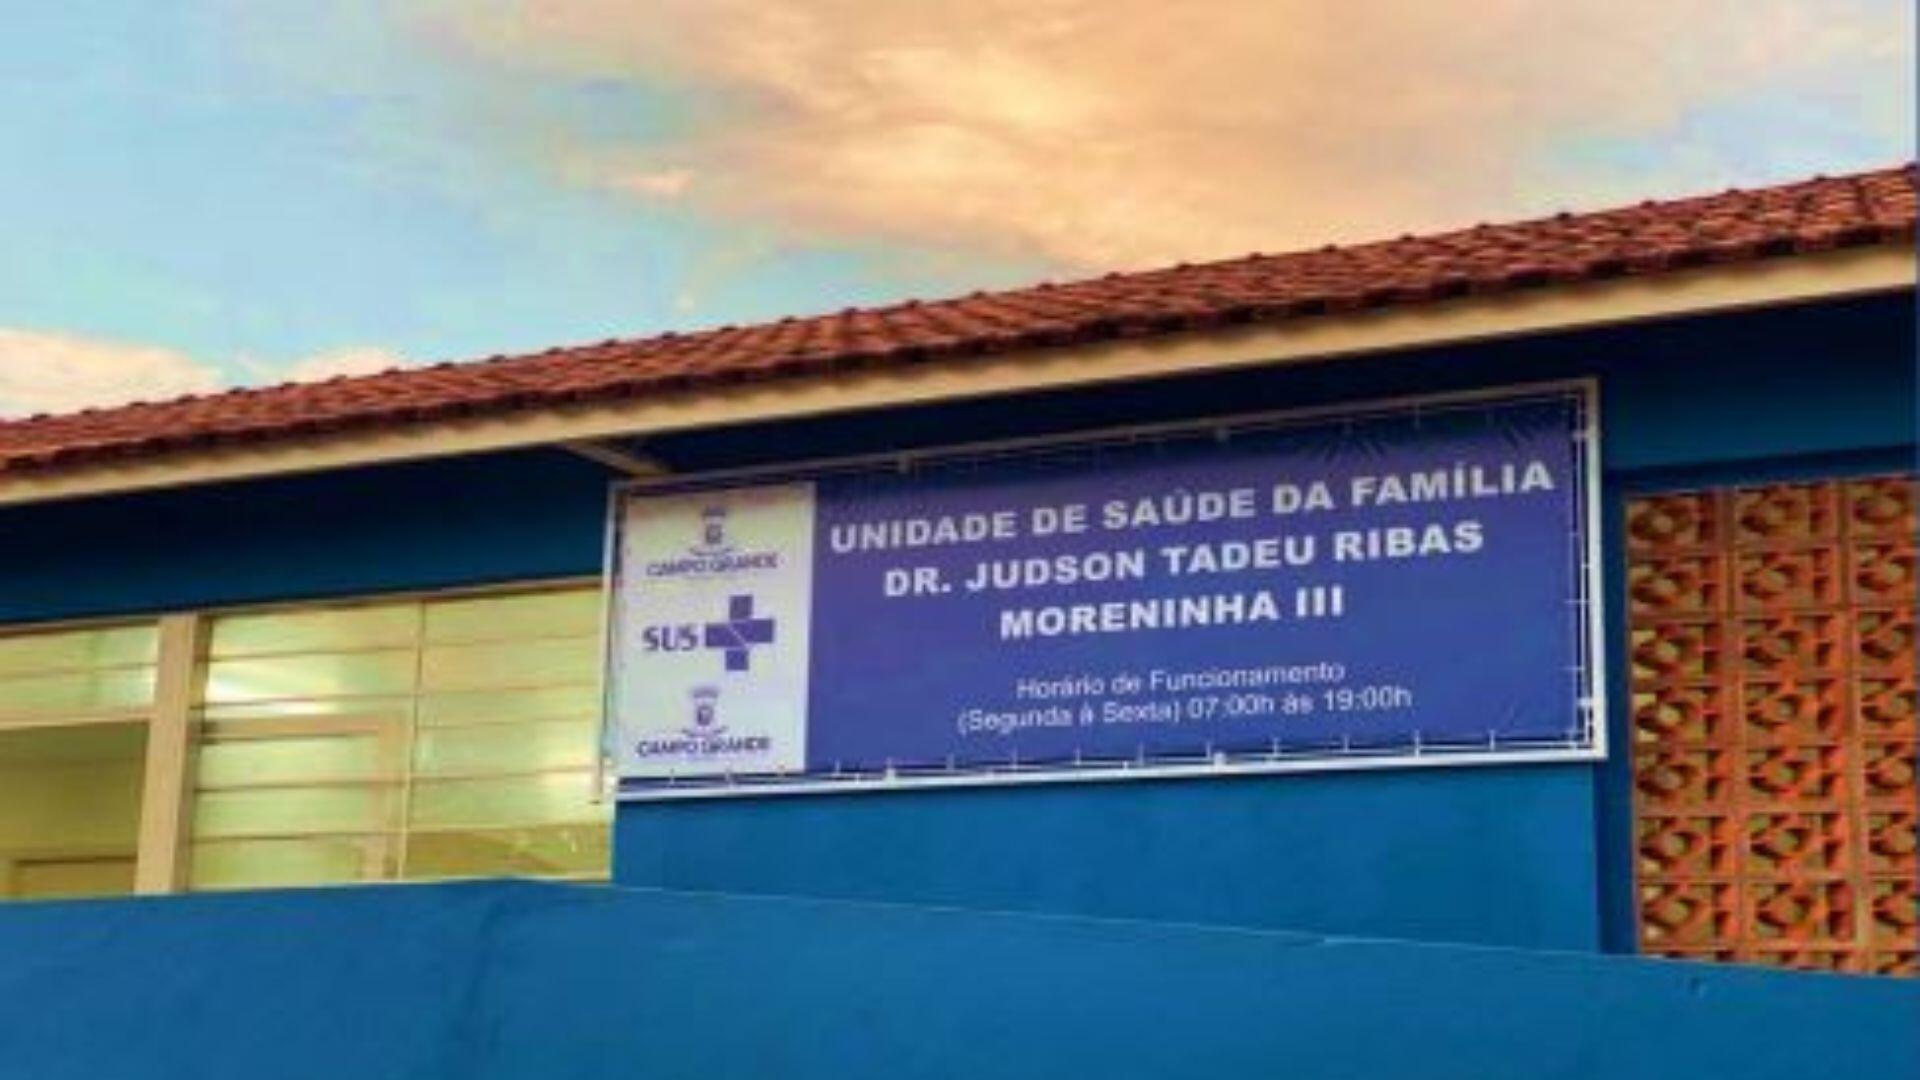 CAMPO GRANDE
SUS
CAMPO GRANDE
UNIDADE DE SAÚDE DA FAMÍLIA
DR. JUDSON TADEU RIBAS
MORENINHA III
Horário de Funcionamento
(Segunda à Sexta) 07:00h às 19:00h